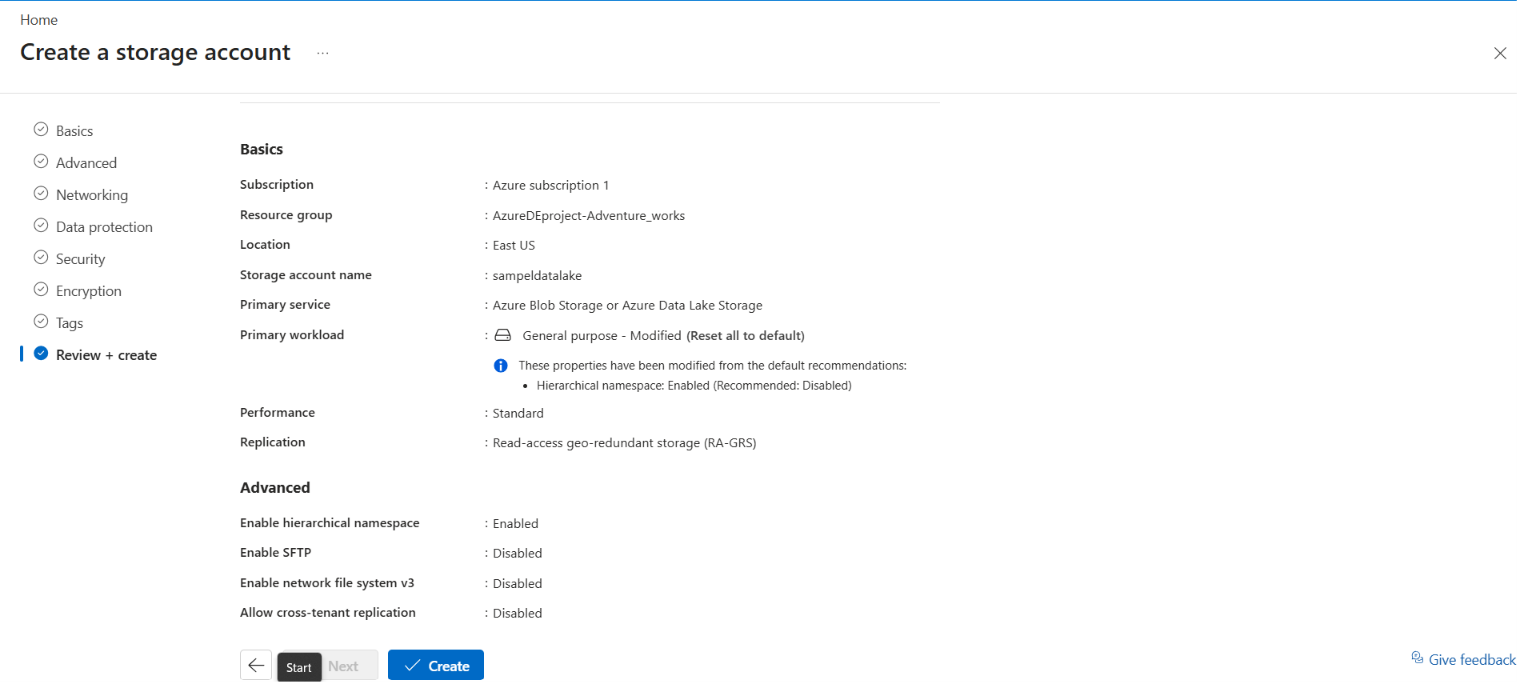 Home
Create a storage account ...
Basics
Advanced
Networking
Data protection
Security
Encryption
Tags
Review + create
Basics
Subscription : Azure subscription 1
Resource group : AzureDEproject-Adventure_works
Location : East US
Storage account name : sampeldatalake
Primary service : Azure Blob Storage or Azure Data Lake Storage
Primary workload : General purpose - Modified (Reset all to default)
These properties have been modified from the default recommendations:
• Hierarchical namespace: Enabled (Recommended: Disabled)
Performance : Standard
Replication : Read-access geo-redundant storage (RA-GRS)
Advanced
Enable hierarchical namespace : Enabled
Enable SFTP : Disabled
Enable network file system v3 : Disabled
Allow cross-tenant replication : Disabled
Start Next Create
Give feedback